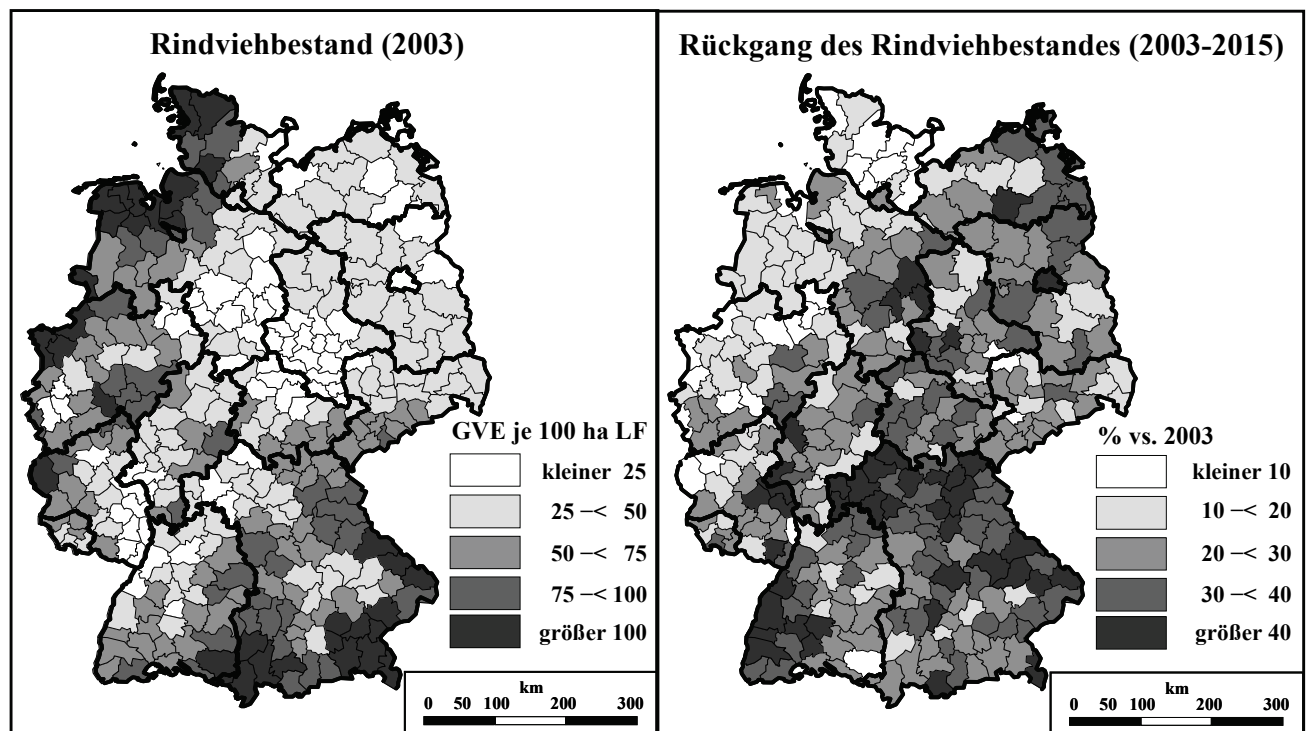 Rindviehbestand (2003)
GVE je 100 ha LF
kleiner 25
25 –< 50
50 –< 75
75 –< 100
größer 100
km
0 50 100 200 300
Rückgang des Rindviehbestandes (2003-2015)
% vs. 2003
kleiner 10
10 –< 20
20 –< 30
30 –< 40
größer 40
km
0 50 100 200 300